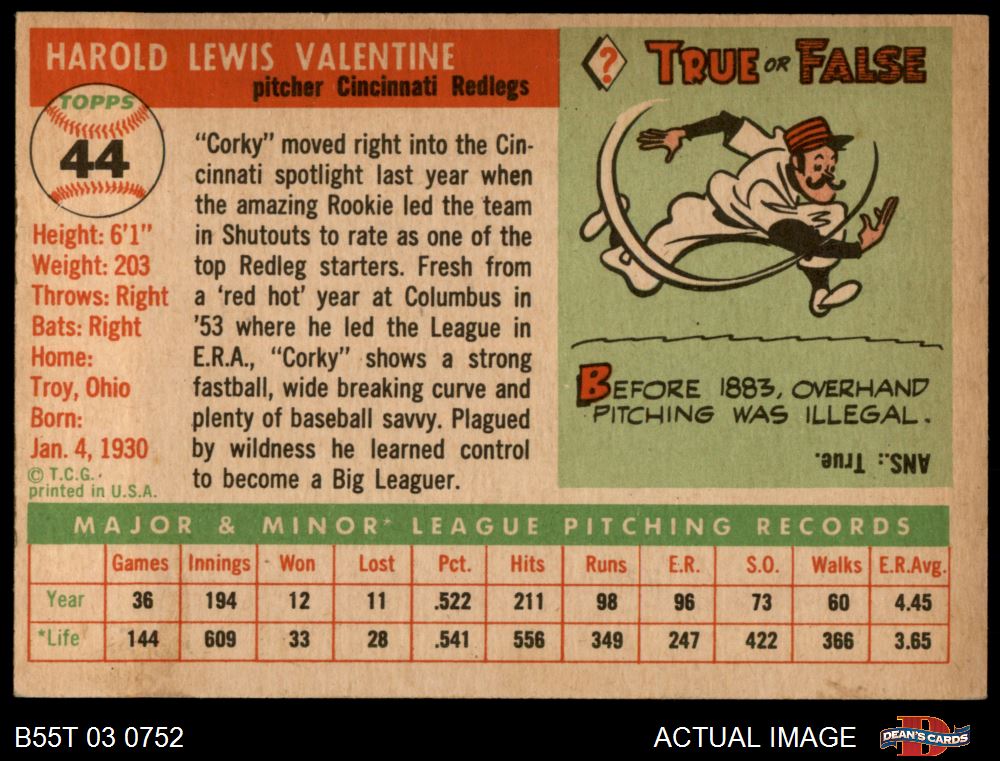 HAROLD LEWIS VALENTINE
pitcher Cincinnati Redlegs
TOPPS
44
Height: 6'1"
Weight: 203
Throws: Right
Bats: Right
Home:
Troy, Ohio
Born:
Jan. 4, 1930
© T.C.G.
printed in U.S.A.
"Corky" moved right into the Cin-
cinnati spotlight last year when
the amazing Rookie led the team
in Shutouts to rate as one of the
top Redleg starters. Fresh from
a 'red hot' year at Columbus in
'53 where he led the League in
E.R.A., "Corky" shows a strong
fastball, wide breaking curve and
plenty of baseball savvy. Plagued
by wildness he learned control
to become a Big Leaguer.
? TRUE OR FALSE
BEFORE 1883, OVERHAND
PITCHING WAS ILLEGAL.
ANS.: True.
MAJOR & MINOR* LEAGUE PITCHING RECORDS
Games Innings Won Lost Pct. Hits Runs E.R. S.O. Walks E.R.Avg.
Year 36 194 12 11 .522 211 98 96 73 60 4.45
*Life 144 609 33 28 .541 556 349 247 422 366 3.65
B55T 03 0752
ACTUAL IMAGE
DEAN'S CARDS